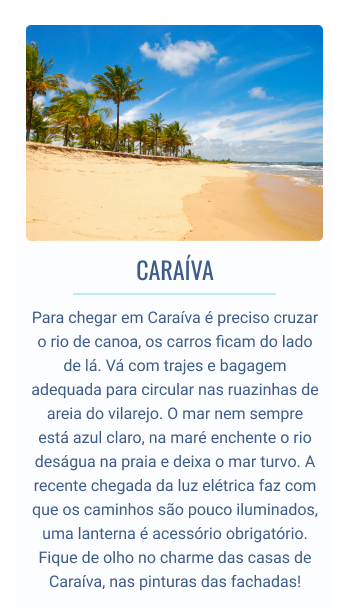 CARAÍVA
Para chegar em Caraíva é preciso cruzar
o rio de canoa, os carros ficam do lado
de lá. Vá com trajes e bagagem
adequada para circular nas ruazinhas de
areia do vilarejo. O mar nem sempre
está azul claro, na maré enchente o rio
deságua na praia e deixa o mar turvo. A
recente chegada da luz elétrica faz com
que os caminhos são pouco iluminados,
uma lanterna é acessório obrigatório.
Fique de olho no charme das casas de
Caraíva, nas pinturas das fachadas!